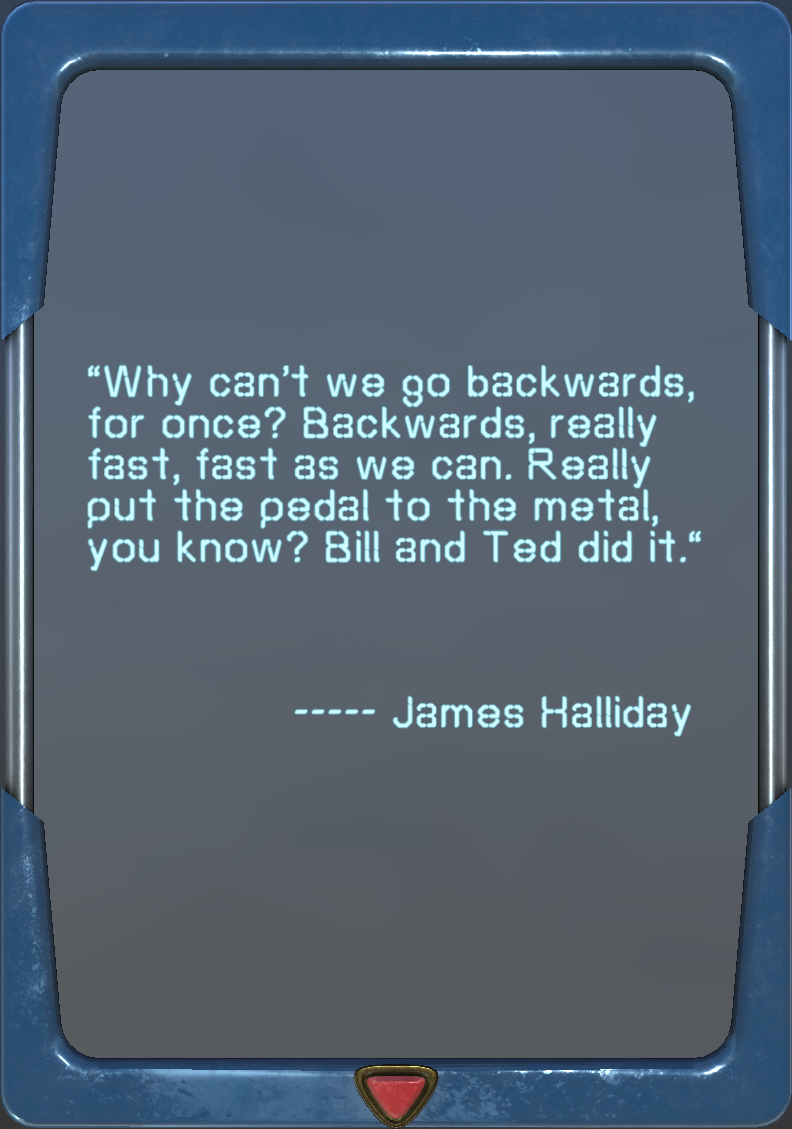 “Why can’t we go backwards,
for once? Backwards, really
fast, fast as we can. Really
put the pedal to the metal,
you know? Bill and Ted did it.“
----- James Halliday